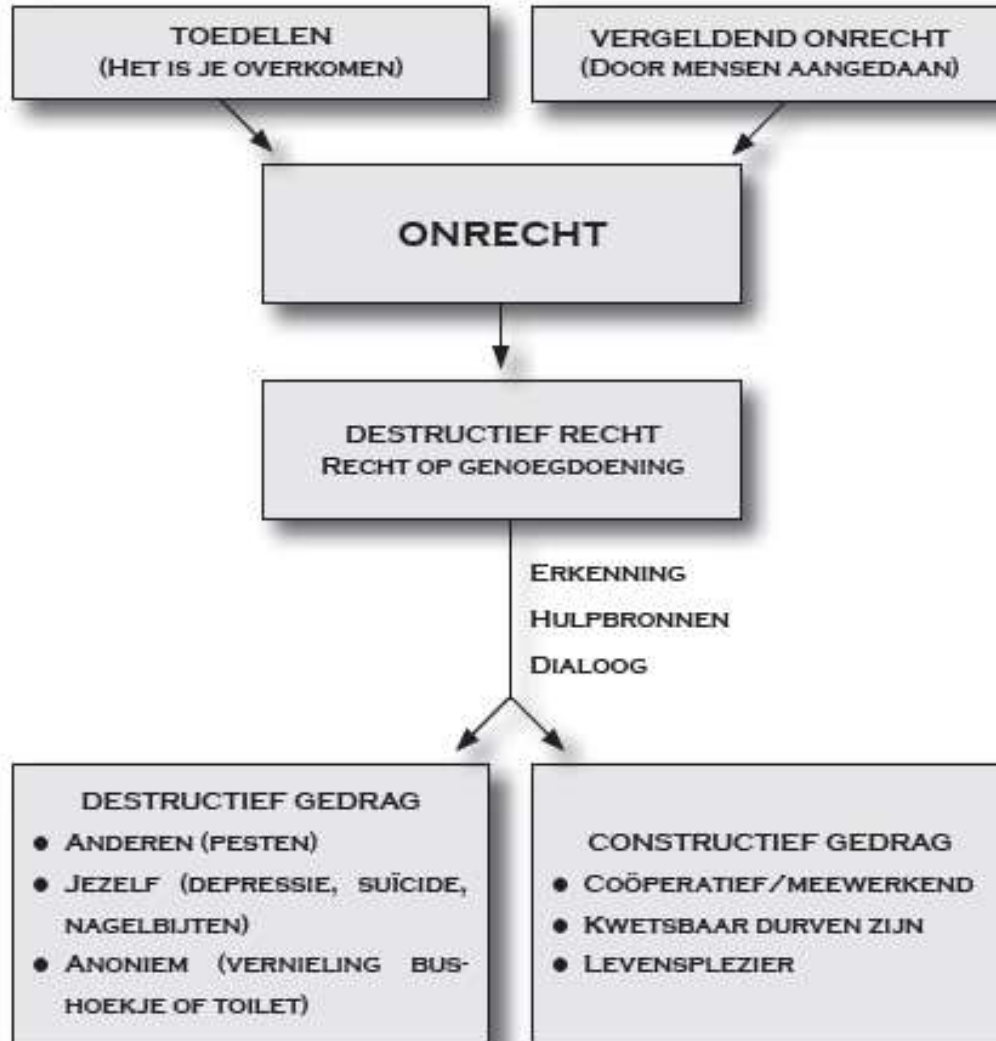 TOEDELEN
(HET IS JE OVERKOMEN)
VERGELDEND ONRECHT
(DOOR MENSEN AANGEDAAN)
ONRECHT
DESTRUCTIEF RECHT
RECHT OP GENOEGDOENING
ERKENNING
HULPBRONNEN
DIALOOG
DESTRUCTIEF GEDRAG
● ANDEREN (PESTEN)
● JEZELF (DEPRESSIE, SUÏCIDE,
NAGELBIJTEN)
● ANONIEM (VERNIELING BUS-
HOEKJE OF TOILET)
CONSTRUCTIEF GEDRAG
● COÖPERATIEF/MEEWERKEND
● KWETSBAAR DURVEN ZIJN
● LEVENSPLEZIER